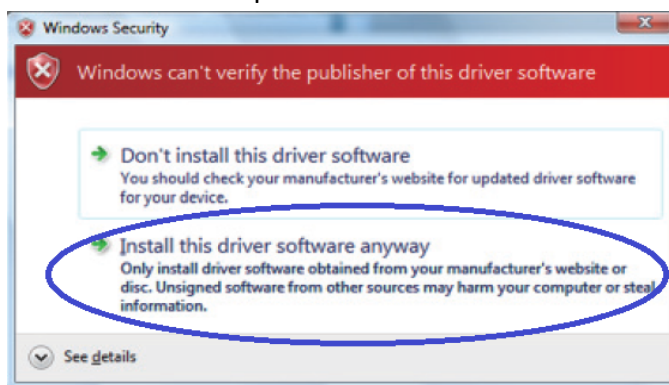 Windows Security
Windows can't verify the publisher of this driver software
Don't install this driver software
You should check your manufacturer's website for updated driver software
for your device.
Install this driver software anyway
Only install driver software obtained from your manufacturer's website or
disc. Unsigned software from other sources may harm your computer or steal
information.
See details